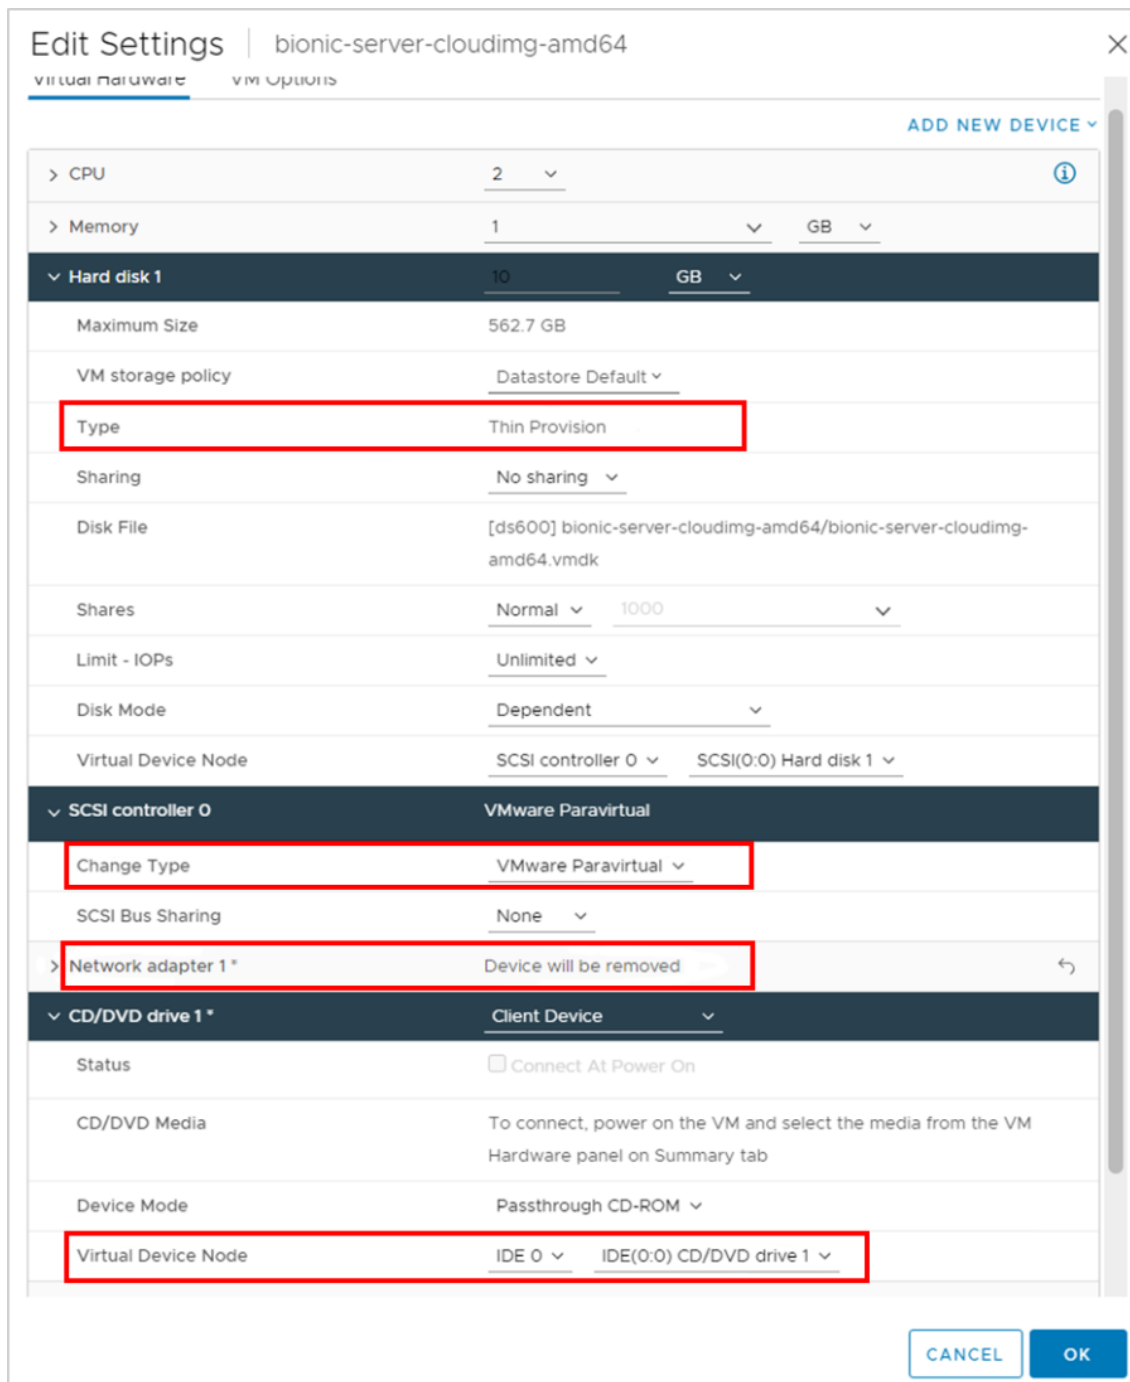 Edit Settings | bionic-server-cloudimg-amd64
Virtual Hardware VM Options
ADD NEW DEVICE
CPU 2
Memory 1 GB
Hard disk 1 10 GB
Maximum Size 562.7 GB
VM storage policy Datastore Default
Type Thin Provision
Sharing No sharing
Disk File [ds600] bionic-server-cloudimg-amd64/bionic-server-cloudimg-
amd64.vmdk
Shares Normal 1000
Limit - IOPs Unlimited
Disk Mode Dependent
Virtual Device Node SCSI controller 0 SCSI(0:0) Hard disk 1
SCSI controller 0 VMware Paravirtual
Change Type VMware Paravirtual
SCSI Bus Sharing None
Network adapter 1 * Device will be removed
CD/DVD drive 1 * Client Device
Status Connect At Power On
CD/DVD Media To connect, power on the VM and select the media from the VM
Hardware panel on Summary tab
Device Mode Passthrough CD-ROM
Virtual Device Node IDE 0 IDE(0:0) CD/DVD drive 1
CANCEL OK